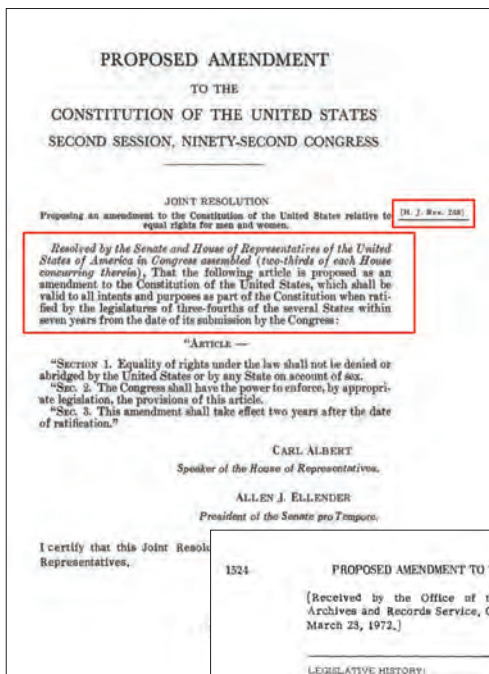 PROPOSED AMENDMENT
TO THE
CONSTITUTION OF THE UNITED STATES
SECOND SESSION, NINETY-SECOND CONGRESS
JOINT RESOLUTION
Proposing an amendment to the Constitution of the United States relative to
equal rights for men and women.
[H. J. Res. 208]
Resolved by the Senate and House of Representatives of the United
States of America in Congress assembled (two-thirds of each House
concurring therein), That the following article is proposed as an
amendment to the Constitution of the United States, which shall be
valid to all intents and purposes as part of the Constitution when rati-
fied by the legislatures of three-fourths of the several States within
seven years from the date of its submission by the Congress:
"ARTICLE —
"SECTION 1. Equality of rights under the law shall not be denied or
abridged by the United States or by any State on account of sex.
"SEC. 2. The Congress shall have the power to enforce, by appropri-
ate legislation, the provisions of this article.
"SEC. 3. This amendment shall take effect two years after the date
of ratification."
CARL ALBERT
Speaker of the House of Representatives.
ALLEN J. ELLENDER
President of the Senate pro Tempore.
I certify that this Joint Resolu
Representatives.
1524 PROPOSED AMENDMENT TO
[Received by the Office of t
Archives and Records Service, G
March 23, 1972.]
LEGISLATIVE HISTORY: